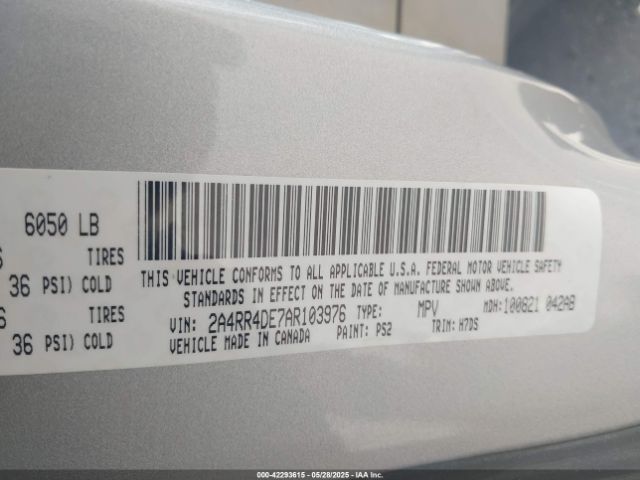 6050 LB
TIRES
36 PSI) COLD
TIRES
36 PSI) COLD
THIS VEHICLE CONFORMS TO ALL APPLICABLE U.S.A. FEDERAL MOTOR VEHICLE SAFETY
STANDARDS IN EFFECT ON THE DATE OF MANUFACTURE SHOWN ABOVE.
VIN: 2A4RR4DE7AR103976 TYPE: MPV MDH: 100621 042AB
VEHICLE MADE IN CANADA PAINT: PS2 TRIM: H7DS
000-42293615 - 05/28/2025 - IAA Inc. Copyright